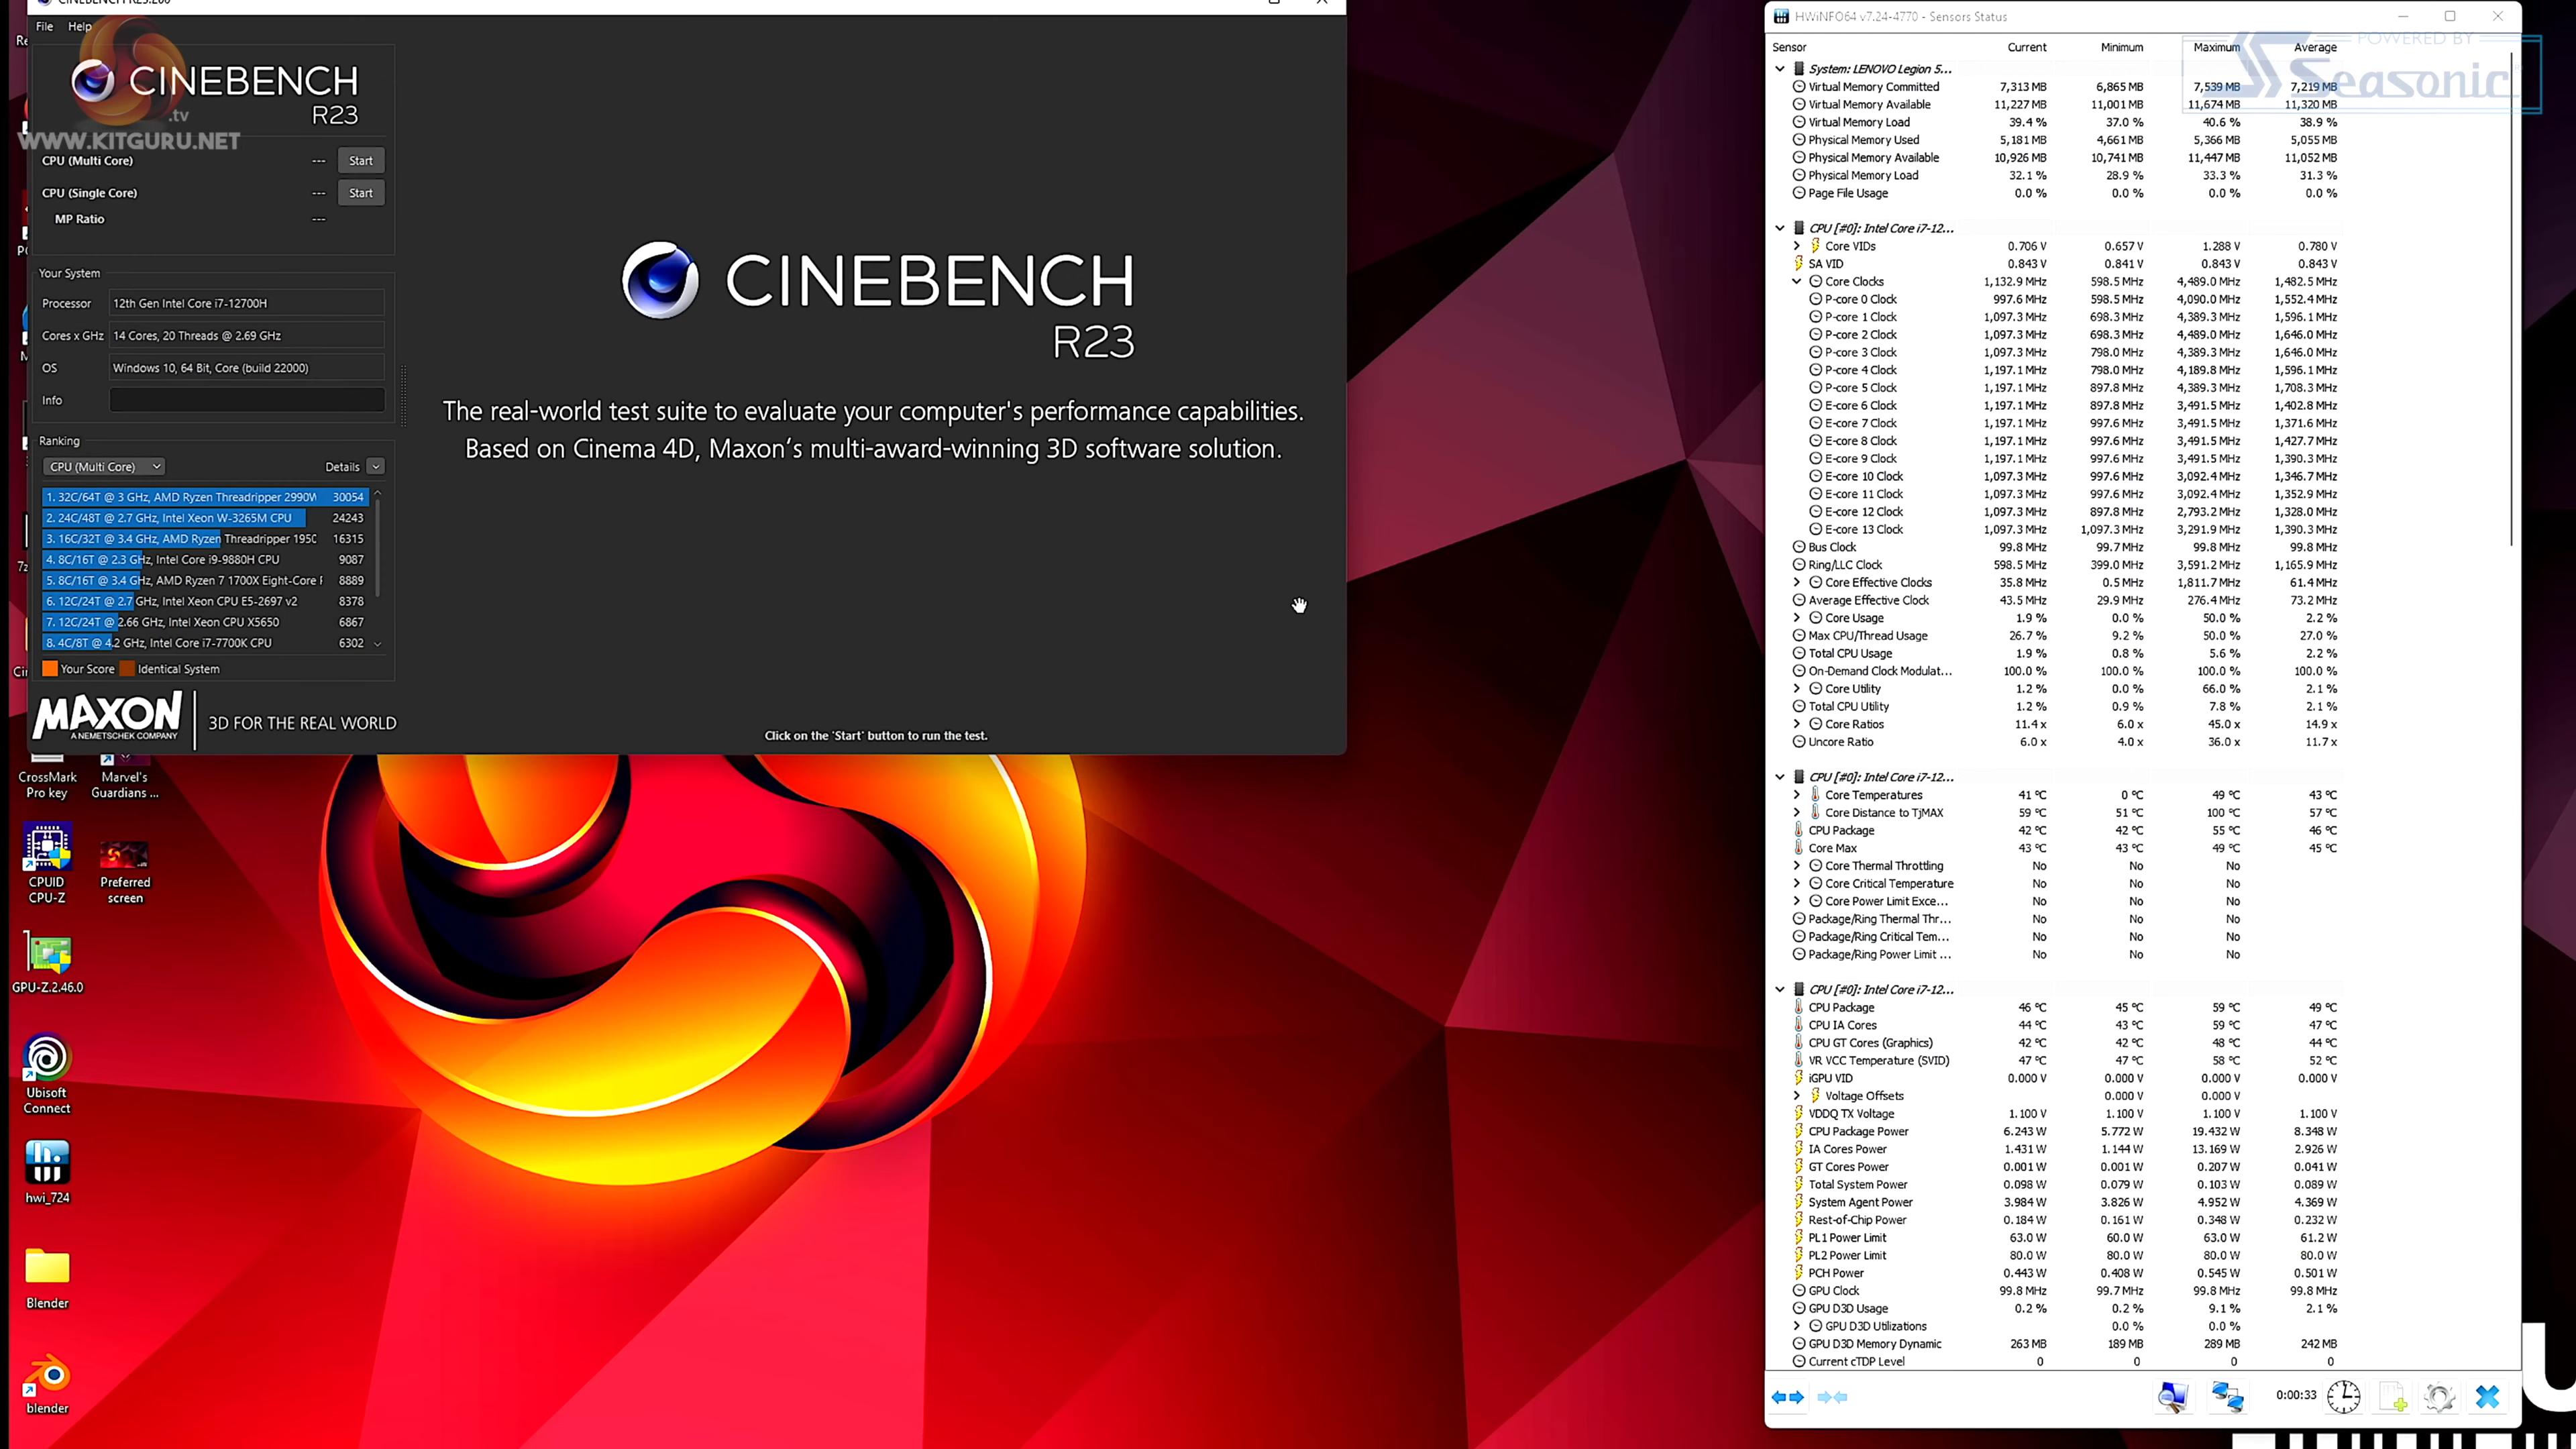 CINEBENCH R23.200
File Help
CINEBENCH
R23
.tv
WWW.KITGURU.NET
CPU (Multi Core) --- Start
CPU (Single Core) --- Start
MP Ratio ---
Your System
Processor 12th Gen Intel Core i7-12700H
Cores x GHz 14 Cores, 20 Threads @ 2.69 GHz
OS Windows 10, 64 Bit, Core (build 22000)
Info
Ranking
CPU (Multi Core) Details
1. 32C/64T @ 3 GHz, AMD Ryzen Threadripper 2990W 30054
2. 24C/48T @ 2.7 GHz, Intel Xeon W-3265M CPU 24243
3. 16C/32T @ 3.4 GHz, AMD Ryzen Threadripper 195C 16315
4. 8C/16T @ 2.3 GHz, Intel Core i9-9880H CPU 9087
5. 8C/16T @ 3.4 GHz, AMD Ryzen 7 1700X Eight-Core 8889
6. 12C/24T @ 2.7 GHz, Intel Xeon CPU E5-2697 v2 8378
7. 12C/24T @ 2.66 GHz, Intel Xeon CPU X5650 6867
8. 4C/8T @ 4.2 GHz, Intel Core i7-7700K CPU 6302
Your Score Identical System
MAXON
A NEMETSCHEK COMPANY
3D FOR THE REAL WORLD
CINEBENCH
R23
The real-world test suite to evaluate your computer's performance capabilities.
Based on Cinema 4D, Maxon's multi-award-winning 3D software solution.
Click on the 'Start' button to run the test.
CrossMark
Pro key
Marvel's
Guardians ...
CPUID
CPU-Z
Preferred
screen
GPU-Z.2.46.0
Ubisoft
Connect
hwi_724
Blender
blender
HWiNFO64 v7.24-4770 - Sensors Status
POWERED BY
Seasonic
Sensor Current Minimum Maximum Average
System: LENOVO Legion 5...
Virtual Memory Committed 7,313 MB 6,865 MB 7,539 MB 7,219 MB
Virtual Memory Available 11,227 MB 11,001 MB 11,674 MB 11,320 MB
Virtual Memory Load 39.4 % 37.0 % 40.6 % 38.9 %
Physical Memory Used 5,181 MB 4,661 MB 5,366 MB 5,055 MB
Physical Memory Available 10,926 MB 10,741 MB 11,447 MB 11,052 MB
Physical Memory Load 32.1 % 28.9 % 33.3 % 31.3 %
Page File Usage 0.0 % 0.0 % 0.0 % 0.0 %
CPU [#0]: Intel Core i7-12...
Core VIDs 0.706 V 0.657 V 1.288 V 0.780 V
SA VID 0.843 V 0.841 V 0.843 V 0.843 V
Core Clocks 1,132.9 MHz 598.5 MHz 4,489.0 MHz 1,482.5 MHz
P-core 0 Clock 997.6 MHz 598.5 MHz 4,090.0 MHz 1,552.4 MHz
P-core 1 Clock 1,097.3 MHz 698.3 MHz 4,389.3 MHz 1,596.1 MHz
P-core 2 Clock 1,097.3 MHz 698.3 MHz 4,489.0 MHz 1,646.0 MHz
P-core 3 Clock 1,097.3 MHz 798.0 MHz 4,389.3 MHz 1,646.0 MHz
P-core 4 Clock 1,197.1 MHz 798.0 MHz 4,189.8 MHz 1,596.1 MHz
P-core 5 Clock 1,197.1 MHz 897.8 MHz 4,389.3 MHz 1,708.3 MHz
E-core 6 Clock 1,197.1 MHz 897.8 MHz 3,491.5 MHz 1,402.8 MHz
E-core 7 Clock 1,197.1 MHz 997.6 MHz 3,491.5 MHz 1,371.6 MHz
E-core 8 Clock 1,197.1 MHz 997.6 MHz 3,491.5 MHz 1,427.7 MHz
E-core 9 Clock 1,197.1 MHz 997.6 MHz 3,491.5 MHz 1,390.3 MHz
E-core 10 Clock 1,097.3 MHz 997.6 MHz 3,092.4 MHz 1,346.7 MHz
E-core 11 Clock 1,097.3 MHz 997.6 MHz 3,092.4 MHz 1,352.9 MHz
E-core 12 Clock 1,097.3 MHz 897.8 MHz 2,793.2 MHz 1,328.0 MHz
E-core 13 Clock 1,097.3 MHz 1,097.3 MHz 3,291.9 MHz 1,390.3 MHz
Bus Clock 99.8 MHz 99.7 MHz 99.8 MHz 99.8 MHz
Ring/LLC Clock 598.5 MHz 399.0 MHz 3,591.2 MHz 1,165.9 MHz
Core Effective Clocks 35.8 MHz 0.5 MHz 1,811.7 MHz 61.4 MHz
Average Effective Clock 43.5 MHz 29.9 MHz 276.4 MHz 73.2 MHz
Core Usage 1.9 % 0.0 % 50.0 % 2.2 %
Max CPU/Thread Usage 26.7 % 9.2 % 50.0 % 27.0 %
Total CPU Usage 1.9 % 0.8 % 5.6 % 2.2 %
On-Demand Clock Modulat... 100.0 % 100.0 % 100.0 % 100.0 %
Core Utility 1.2 % 0.0 % 66.0 % 2.1 %
Total CPU Utility 1.2 % 0.9 % 7.8 % 2.1 %
Core Ratios 11.4 x 6.0 x 45.0 x 14.9 x
Uncore Ratio 6.0 x 4.0 x 36.0 x 11.7 x
CPU [#0]: Intel Core i7-12...
Core Temperatures 41 °C 0 °C 49 °C 43 °C
Core Distance to TjMAX 59 °C 51 °C 100 °C 57 °C
CPU Package 42 °C 42 °C 55 °C 46 °C
Core Max 43 °C 43 °C 49 °C 45 °C
Core Thermal Throttling No No No
Core Critical Temperature No No No
Core Power Limit Exce... No No No
Package/Ring Thermal Thr... No No No
Package/Ring Critical Tem... No No No
Package/Ring Power Limit ... No No No
CPU [#0]: Intel Core i7-12...
CPU Package 46 °C 45 °C 59 °C 49 °C
CPU IA Cores 44 °C 43 °C 59 °C 47 °C
CPU GT Cores (Graphics) 42 °C 42 °C 48 °C 44 °C
VR VCC Temperature (SVID) 47 °C 47 °C 58 °C 52 °C
iGPU VID 0.000 V 0.000 V 0.000 V 0.000 V
Voltage Offsets 0.000 V 0.000 V
VDDQ TX Voltage 1.100 V 1.100 V 1.100 V 1.100 V
CPU Package Power 6.243 W 5.772 W 19.432 W 8.348 W
IA Cores Power 1.431 W 1.144 W 13.169 W 2.926 W
GT Cores Power 0.001 W 0.001 W 0.207 W 0.041 W
Total System Power 0.098 W 0.079 W 0.103 W 0.089 W
System Agent Power 3.984 W 3.826 W 4.952 W 4.369 W
Rest-of-Chip Power 0.184 W 0.161 W 0.348 W 0.232 W
PL1 Power Limit 63.0 W 60.0 W 63.0 W 61.2 W
PL2 Power Limit 80.0 W 80.0 W 80.0 W 80.0 W
PCH Power 0.443 W 0.408 W 0.545 W 0.501 W
GPU Clock 99.8 MHz 99.7 MHz 99.8 MHz 99.8 MHz
GPU D3D Usage 0.2 % 0.2 % 9.1 % 2.1 %
GPU D3D Utilizations 0.0 % 0.0 %
GPU D3D Memory Dynamic 263 MB 189 MB 289 MB 242 MB
Current cTDP Level 0 0 0 0
0:00:33